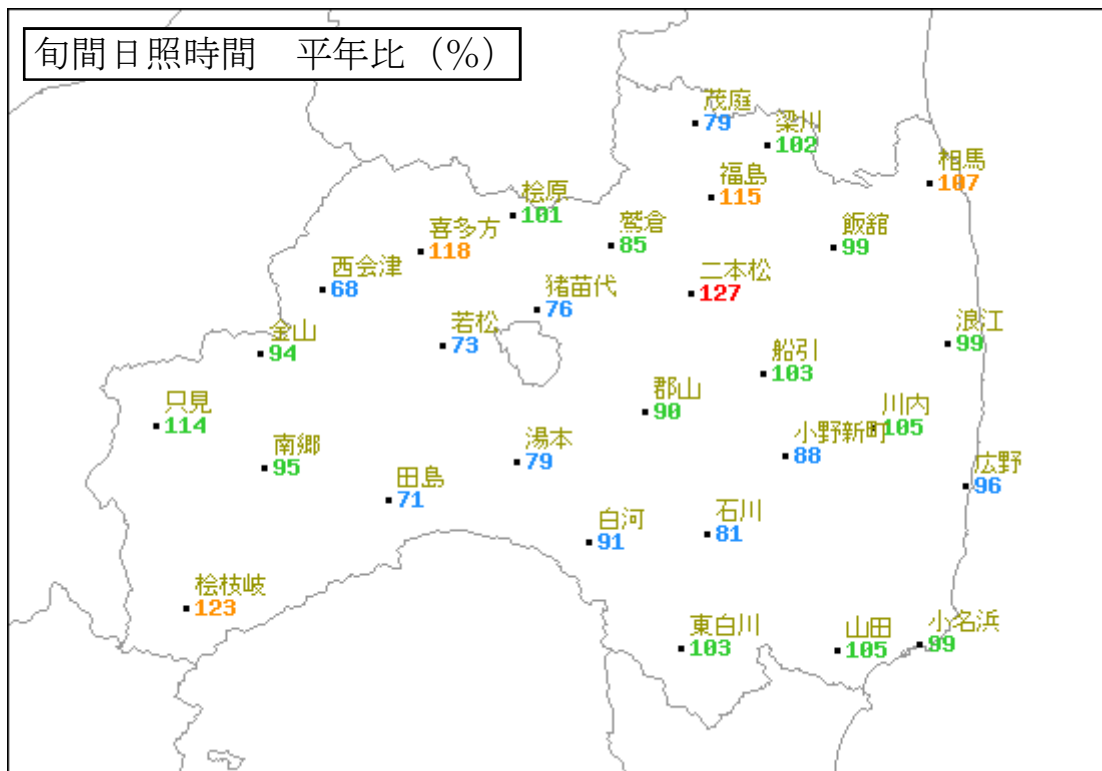 旬間日照時間　平年比（％）
茂庭
79
梁川
102
相馬
107
福島
115
桧原
101
鷲倉
85
飯舘
99
喜多方
118
西会津
68
猪苗代
76
二本松
127
金山
94
若松
73
浪江
99
船引
103
只見
114
郡山
90
川内
105
南郷
95
湯本
79
小野新町
88
田島
71
広野
96
白河
91
石川
81
桧枝岐
123
東白川
103
山田
105
小名浜
99